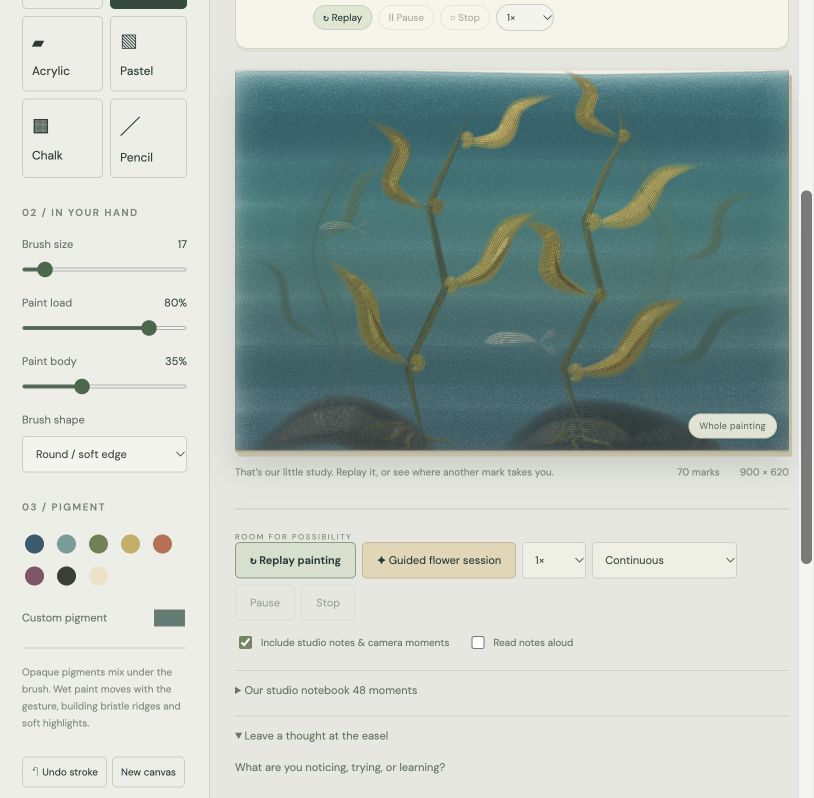 ↻ Replay
II Pause
○ Stop
1×
Acrylic
Pastel
Chalk
Pencil
02 / IN YOUR HAND
Brush size 17
Paint load 80%
Paint body 35%
Brush shape
Round / soft edge
03 / PIGMENT
Custom pigment
Opaque pigments mix under the
brush. Wet paint moves with the
gesture, building bristle ridges and
soft highlights.
Undo stroke
New canvas
Whole painting
That's our little study. Replay it, or see where another mark takes you.
70 marks
900 × 620
ROOM FOR POSSIBILITY
↻ Replay painting
✦ Guided flower session
1×
Continuous
Pause
Stop
Include studio notes & camera moments
Read notes aloud
Our studio notebook 48 moments
Leave a thought at the easel
What are you noticing, trying, or learning?